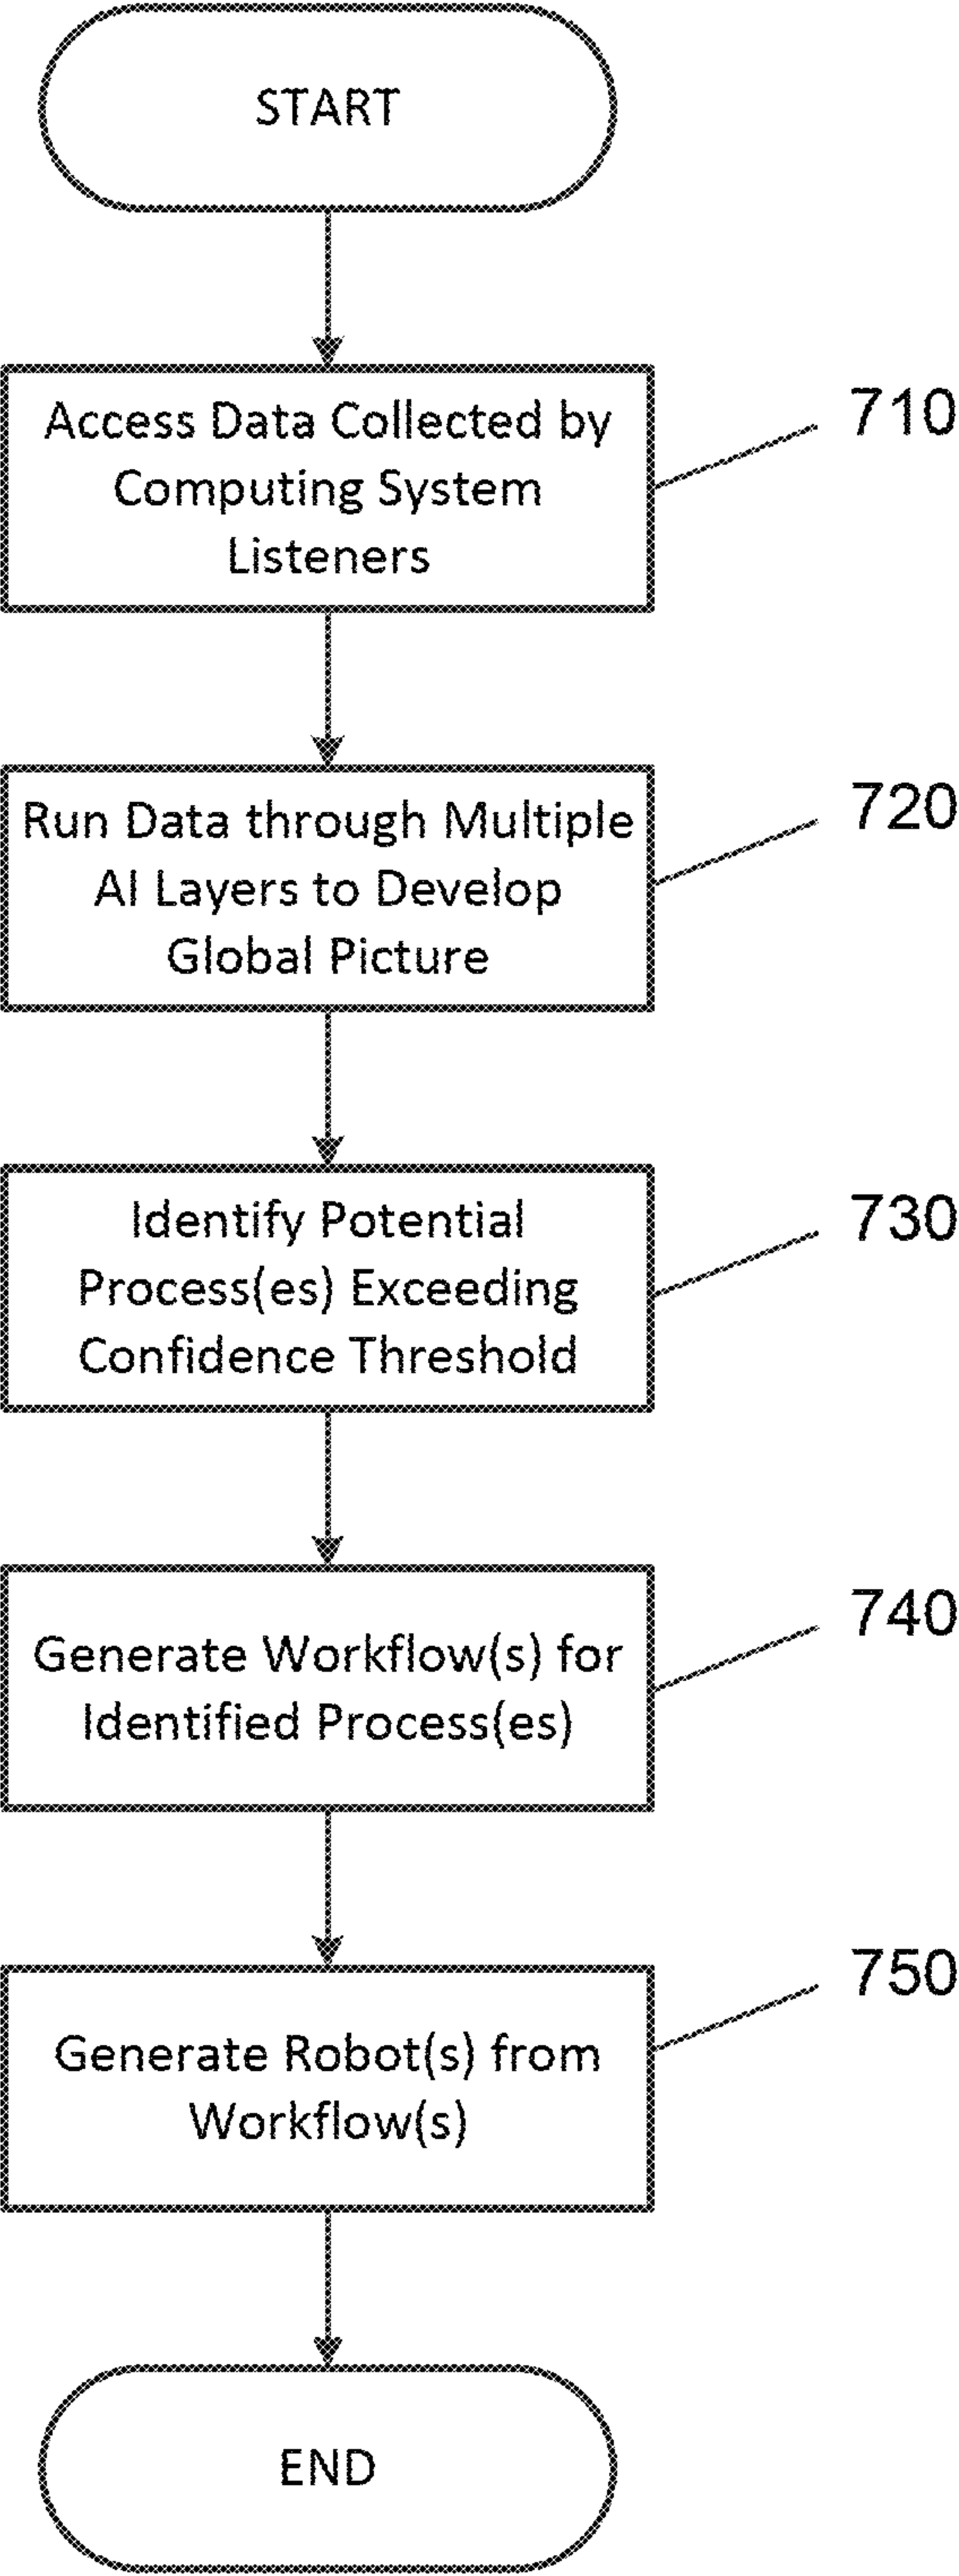 START
Access Data Collected by
Computing System
Listeners
710
Run Data through Multiple
AI Layers to Develop
Global Picture
720
Identify Potential
Process(es) Exceeding
Confidence Threshold
730
Generate Workflow(s) for
Identified Process(es)
740
Generate Robot(s) from
Workflow(s)
750
END